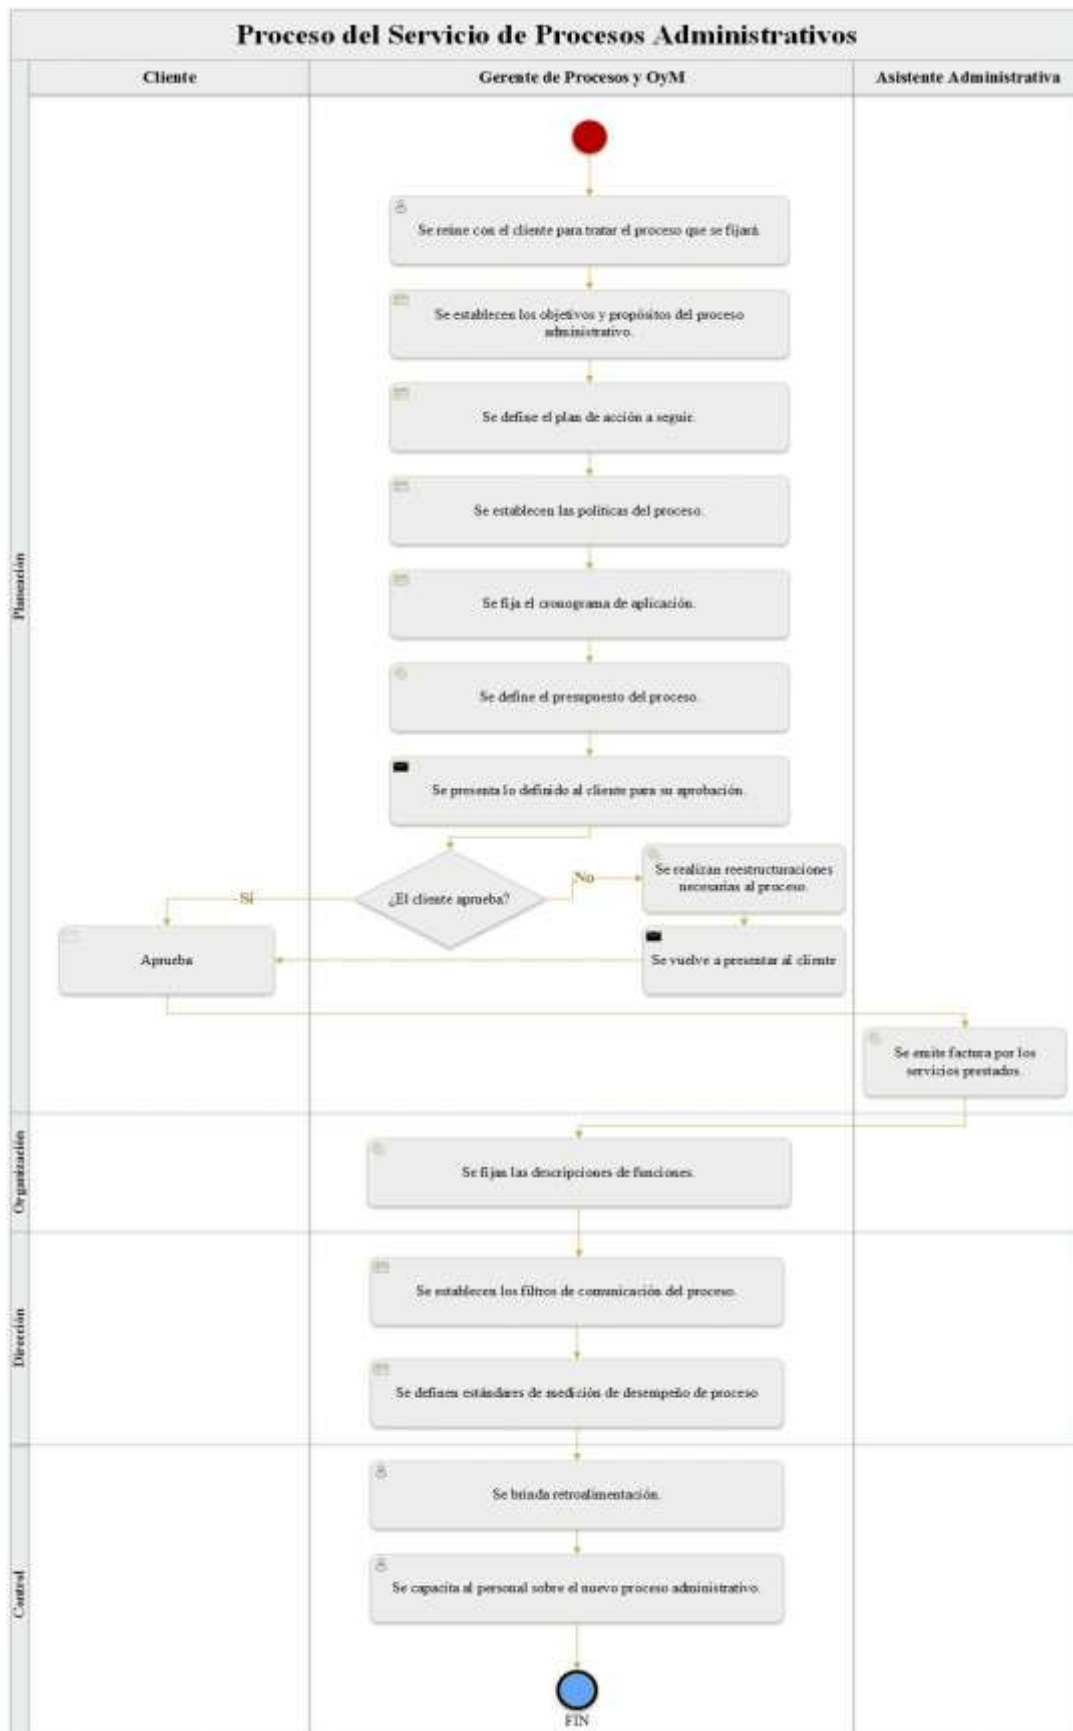 Proceso del Servicio de Procesos Administrativos
Cliente
Gerente de Procesos y OyM
Asistente Administrativa
Planeación
Se reúne con el cliente para tratar el proceso que se fijará.
Se establecen los objetivos y propósitos del proceso
administrativo.
Se define el plan de acción a seguir.
Se establecen las políticas del proceso.
Se fija el cronograma de aplicación.
Se define el presupuesto del proceso.
Se presenta lo definido al cliente para su aprobación.
¿El cliente aprueba?
Sí
No
Se realizan reestructuraciones
necesarias al proceso.
Aprueba
Se vuelve a presentar al cliente
Se emite factura por los
servicios prestados.
Organización
Se fijan las descripciones de funciones.
Dirección
Se establecen los filtros de comunicación del proceso.
Se definen estándares de medición de desempeño de proceso
Control
Se brinda retroalimentación.
Se capacita al personal sobre el nuevo proceso administrativo.
FIN